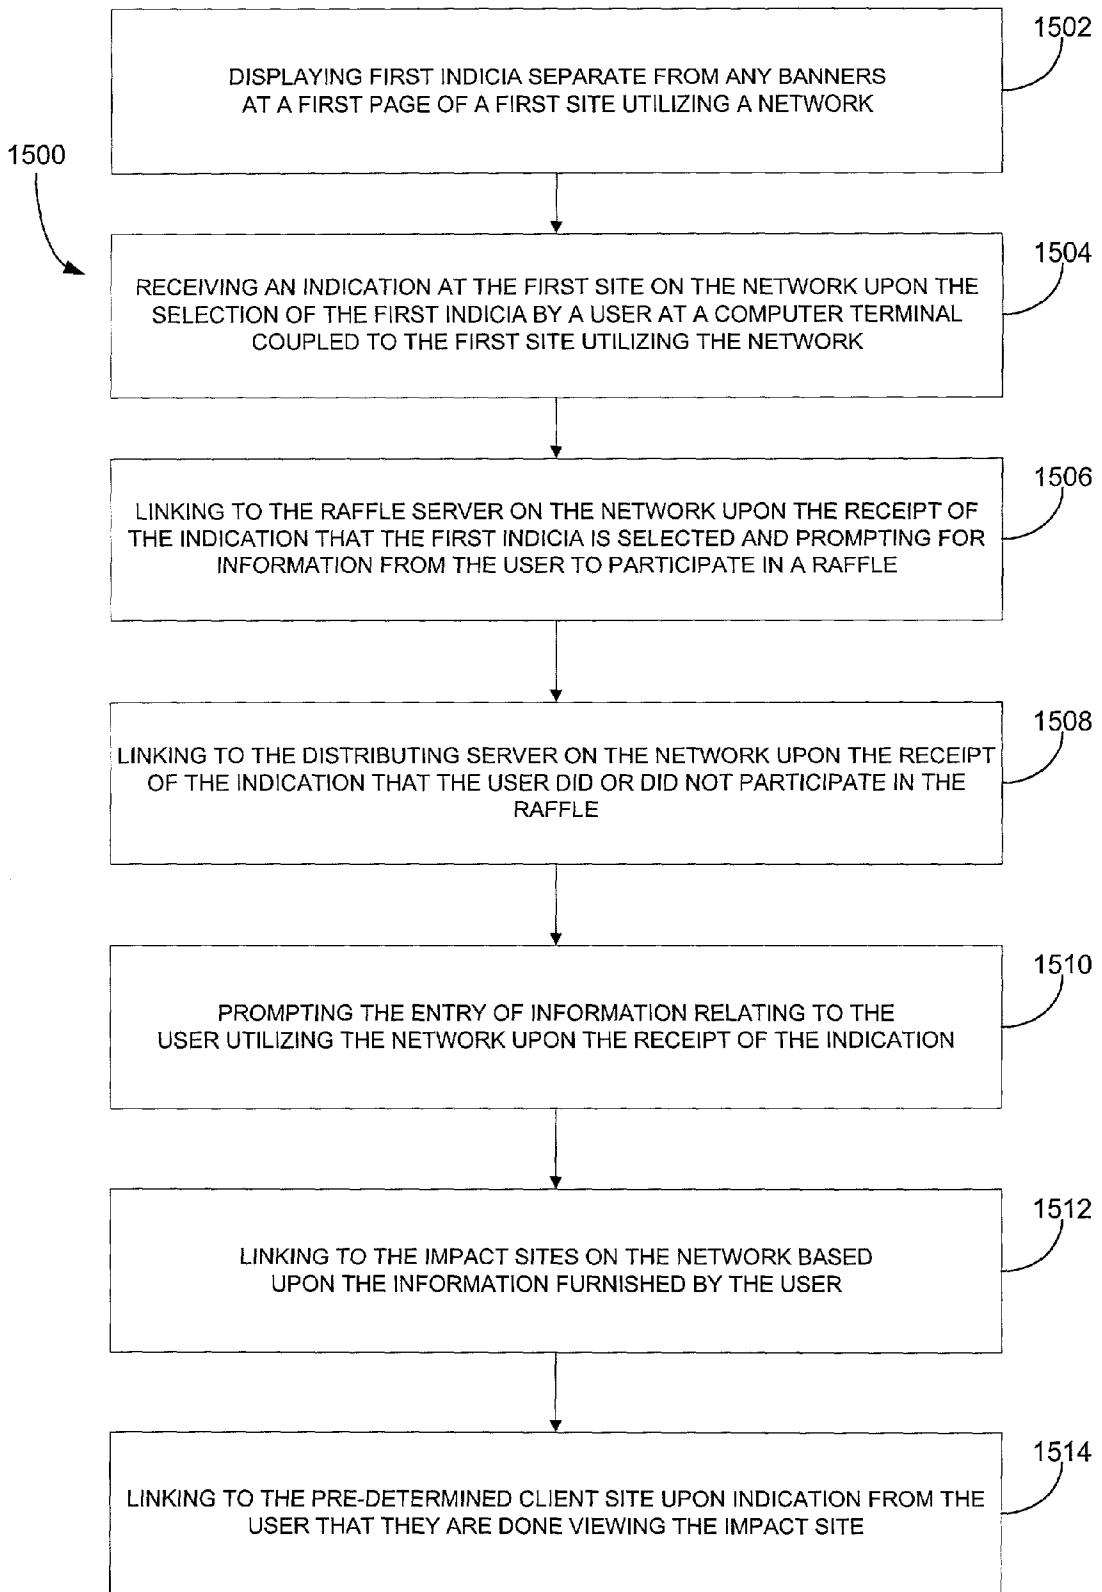 1502
DISPLAYING FIRST INDICIA SEPARATE FROM ANY BANNERS
AT A FIRST PAGE OF A FIRST SITE UTILIZING A NETWORK
1500
1504
RECEIVING AN INDICATION AT THE FIRST SITE ON THE NETWORK UPON THE
SELECTION OF THE FIRST INDICIA BY A USER AT A COMPUTER TERMINAL
COUPLED TO THE FIRST SITE UTILIZING THE NETWORK
1506
LINKING TO THE RAFFLE SERVER ON THE NETWORK UPON THE RECEIPT OF
THE INDICATION THAT THE FIRST INDICIA IS SELECTED AND PROMPTING FOR
INFORMATION FROM THE USER TO PARTICIPATE IN A RAFFLE
1508
LINKING TO THE DISTRIBUTING SERVER ON THE NETWORK UPON THE RECEIPT
OF THE INDICATION THAT THE USER DID OR DID NOT PARTICIPATE IN THE
RAFFLE
1510
PROMPTING THE ENTRY OF INFORMATION RELATING TO THE
USER UTILIZING THE NETWORK UPON THE RECEIPT OF THE INDICATION
1512
LINKING TO THE IMPACT SITES ON THE NETWORK BASED
UPON THE INFORMATION FURNISHED BY THE USER
1514
LINKING TO THE PRE-DETERMINED CLIENT SITE UPON INDICATION FROM THE
USER THAT THEY ARE DONE VIEWING THE IMPACT SITE